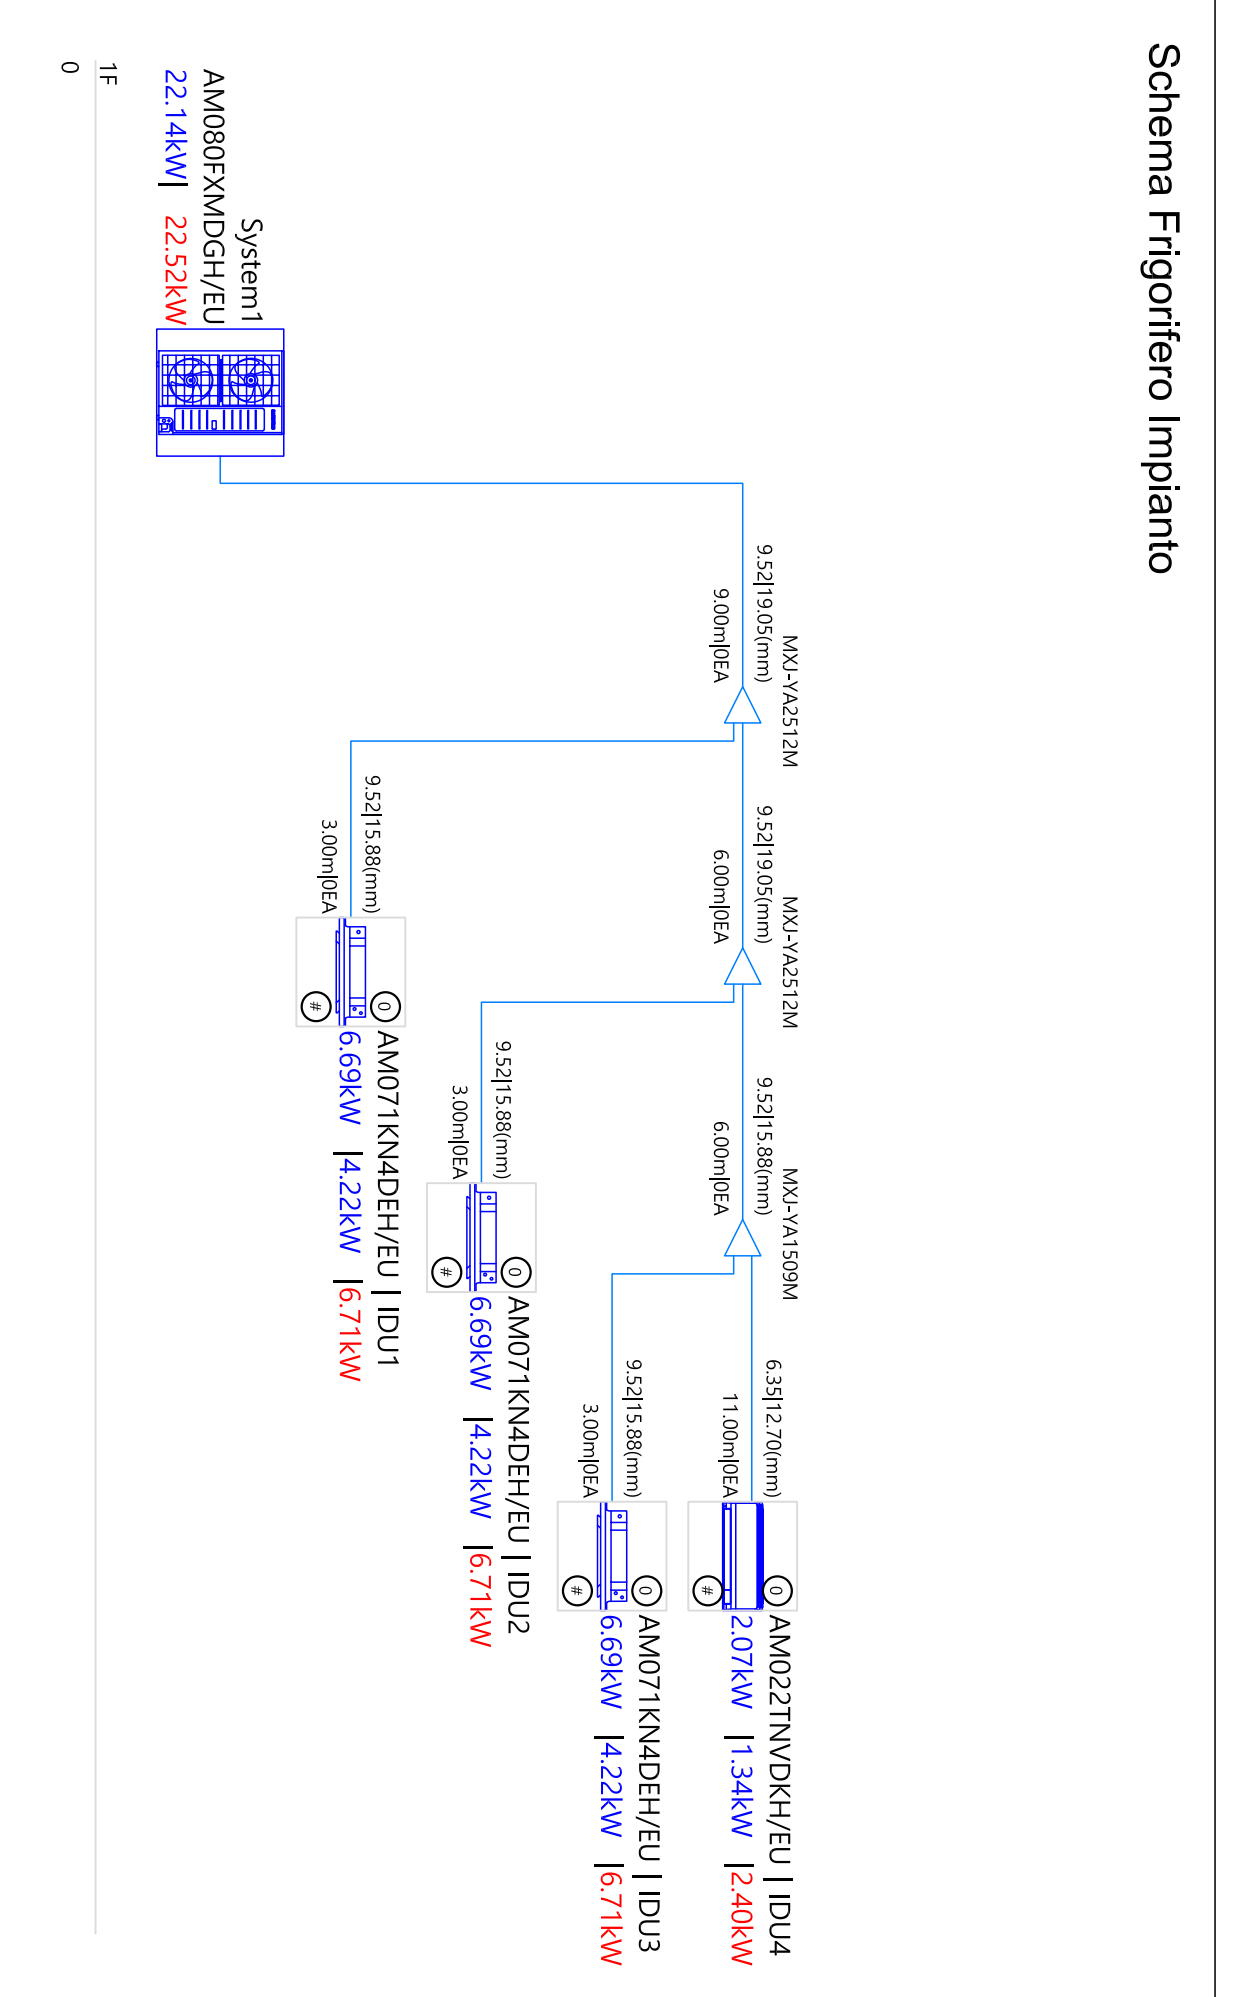 Schema Frigorifero Impianto
System1
AM080FXMDGH/EU
22.14kW| 22.52kW
MXJ-YA2512M
9.52|19.05(mm)
9.00m|0EA
MXJ-YA2512M
9.52|19.05(mm)
6.00m|0EA
MXJ-YA1509M
9.52|15.88(mm)
6.00m|0EA
6.35|12.70(mm)
11.00m|0EA
0
#
AM022TNVDKH/EU | IDU4
2.07kW |1.34kW |2.40kW
9.52|15.88(mm)
3.00m|0EA
0
#
AM071KN4DEH/EU | IDU3
6.69kW |4.22kW |6.71kW
9.52|15.88(mm)
3.00m|0EA
0
#
AM071KN4DEH/EU | IDU2
6.69kW |4.22kW |6.71kW
9.52|15.88(mm)
3.00m|0EA
0
#
AM071KN4DEH/EU | IDU1
6.69kW |4.22kW |6.71kW
1F
0